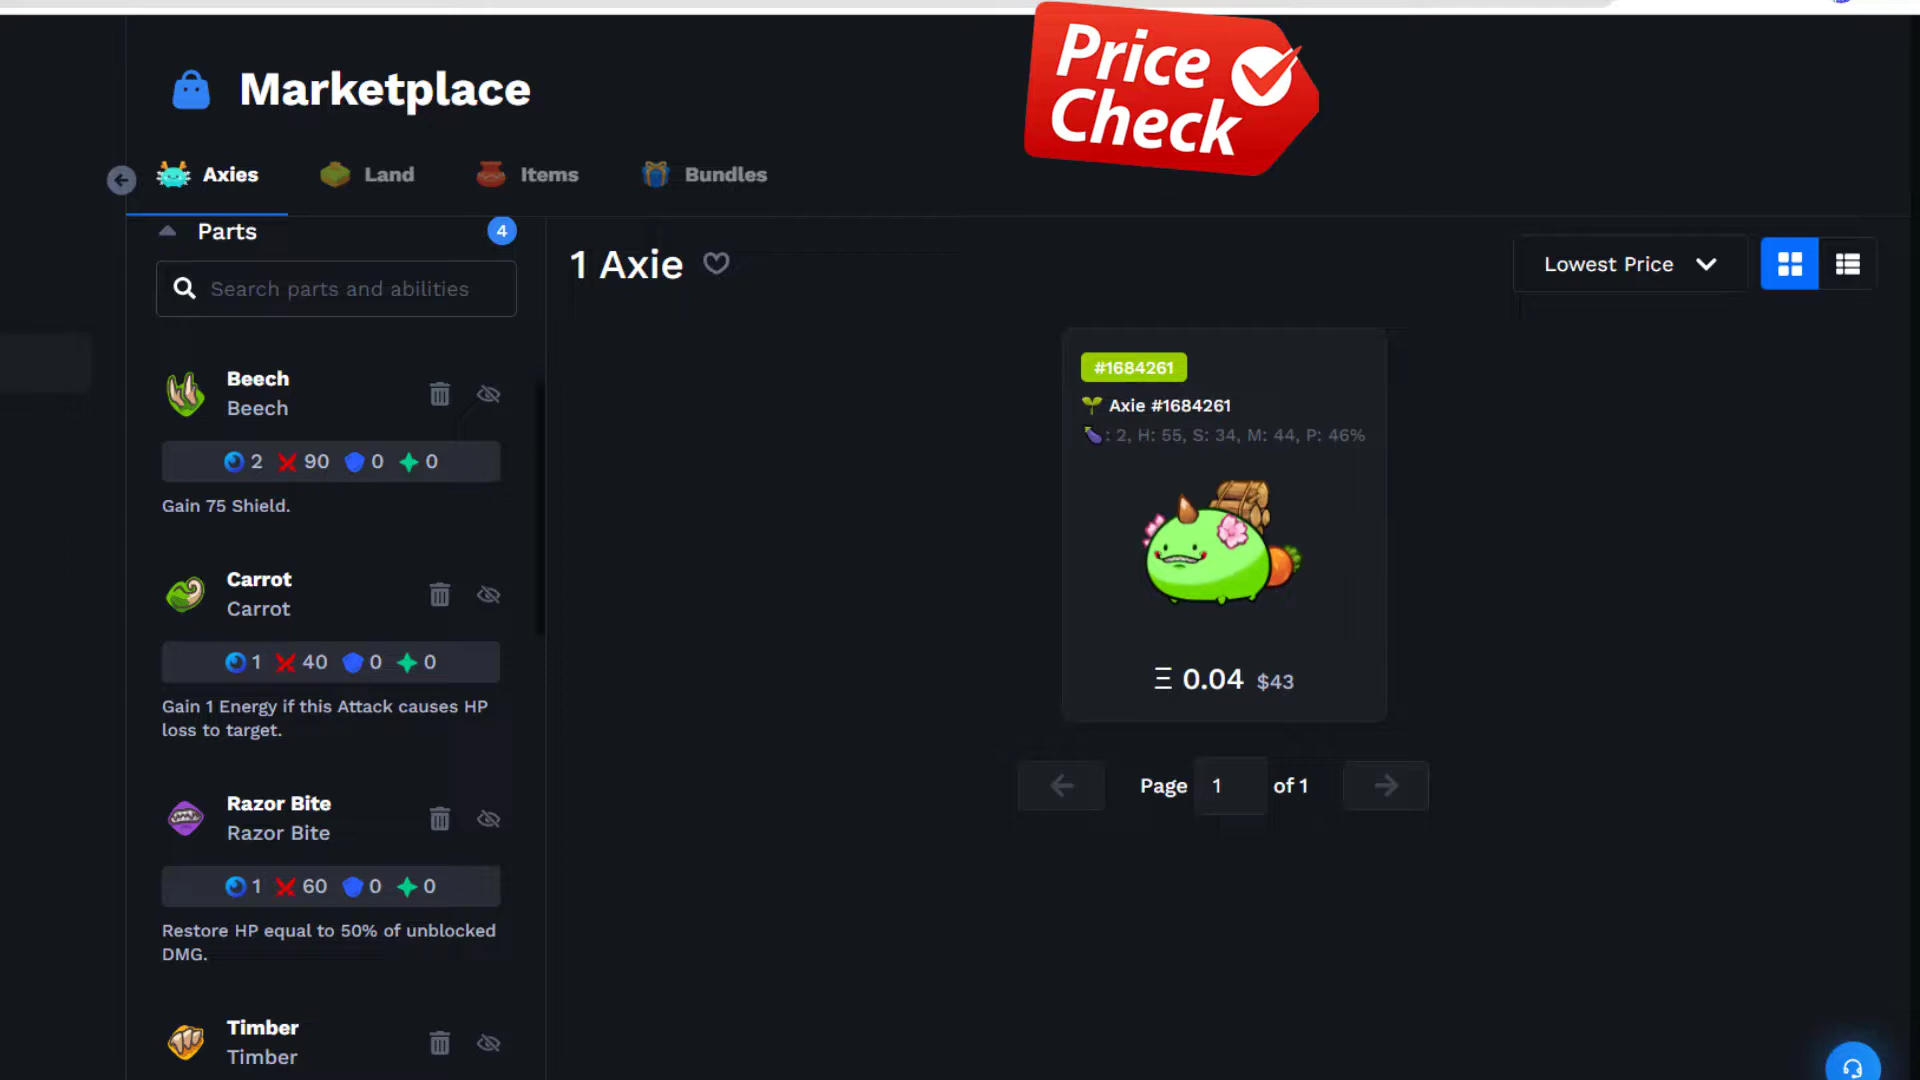 Price
Check
Marketplace
Axies
Land
Items
Bundles
Parts
4
Search parts and abilities
Beech
Beech
2 90 0 0
Gain 75 Shield.
Carrot
Carrot
1 40 0 0
Gain 1 Energy if this Attack causes HP
loss to target.
Razor Bite
Razor Bite
1 60 0 0
Restore HP equal to 50% of unblocked
DMG.
Timber
Timber
1 Axie
Lowest Price
#1684261
Axie #1684261
: 2, H: 55, S: 34, M: 44, P: 46%
Ξ 0.04 $43
Page 1 of 1